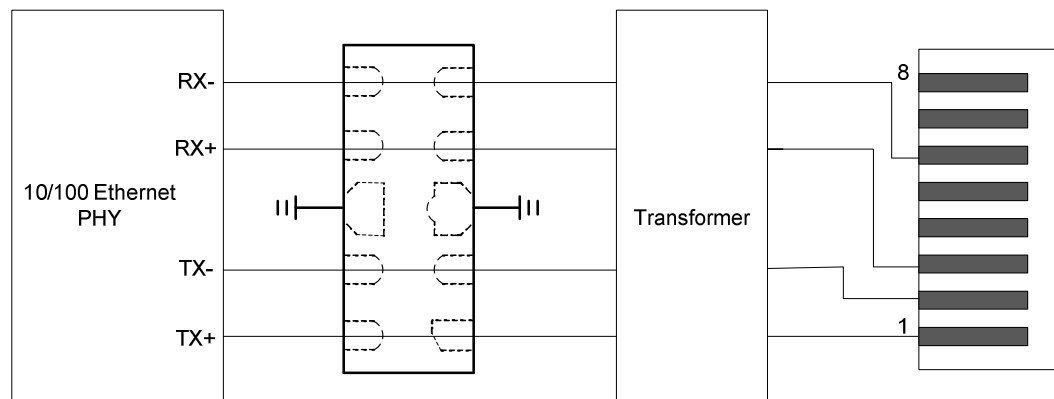 RX-
8
RX+
10/100 Ethernet
PHY
Transformer
TX-
TX+
1